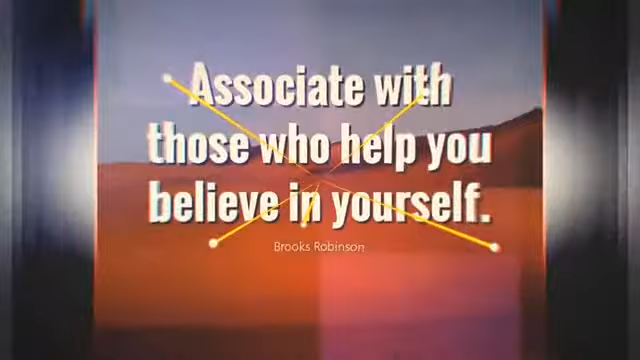 Associate with
those who help you
believe in yourself.
Brooks Robinson